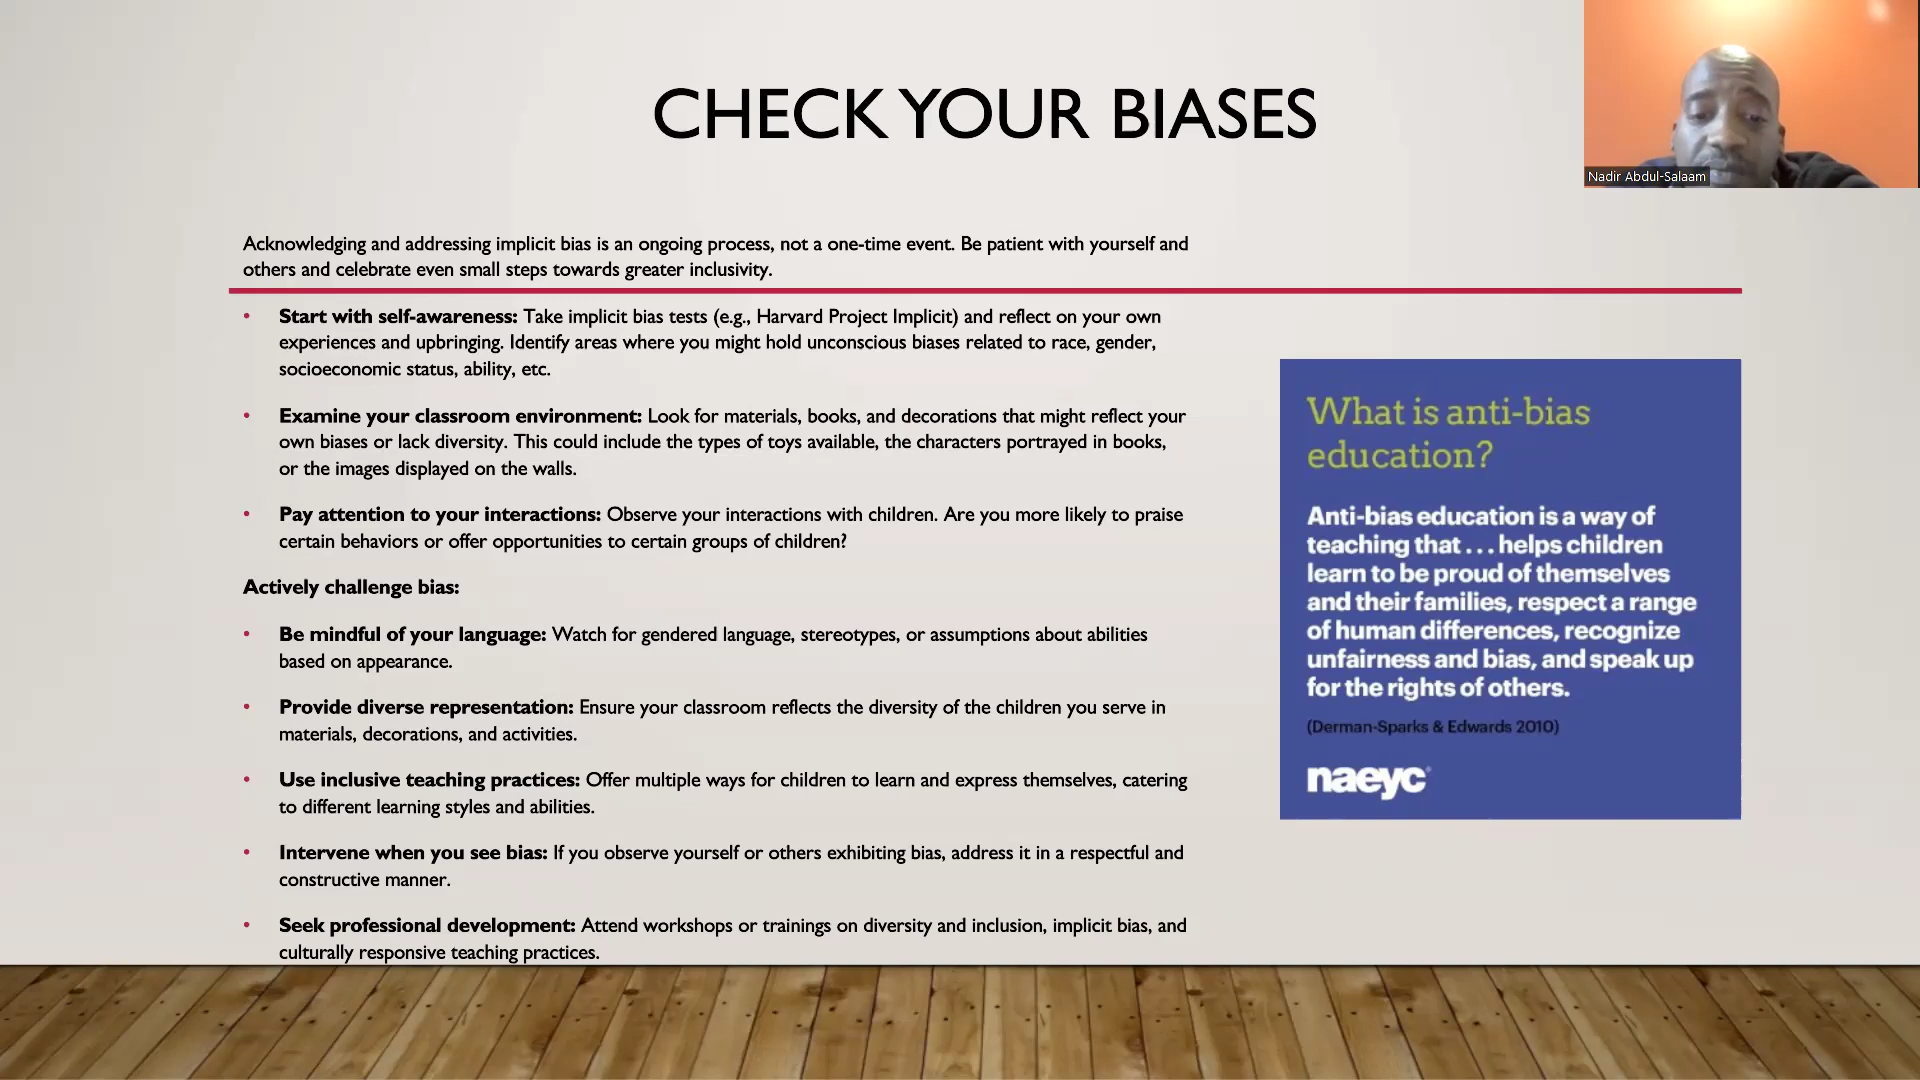 CHECK YOUR BIASES
Nadir Abdul-Salaam
Acknowledging and addressing implicit bias is an ongoing process, not a one-time event. Be patient with yourself and
others and celebrate even small steps towards greater inclusivity.
• Start with self-awareness: Take implicit bias tests (e.g., Harvard Project Implicit) and reflect on your own
experiences and upbringing. Identify areas where you might hold unconscious biases related to race, gender,
socioeconomic status, ability, etc.
• Examine your classroom environment: Look for materials, books, and decorations that might reflect your
own biases or lack diversity. This could include the types of toys available, the characters portrayed in books,
or the images displayed on the walls.
• Pay attention to your interactions: Observe your interactions with children. Are you more likely to praise
certain behaviors or offer opportunities to certain groups of children?
Actively challenge bias:
• Be mindful of your language: Watch for gendered language, stereotypes, or assumptions about abilities
based on appearance.
• Provide diverse representation: Ensure your classroom reflects the diversity of the children you serve in
materials, decorations, and activities.
• Use inclusive teaching practices: Offer multiple ways for children to learn and express themselves, catering
to different learning styles and abilities.
• Intervene when you see bias: If you observe yourself or others exhibiting bias, address it in a respectful and
constructive manner.
• Seek professional development: Attend workshops or trainings on diversity and inclusion, implicit bias, and
culturally responsive teaching practices.
What is anti-bias
education?
Anti-bias education is a way of
teaching that . . . helps children
learn to be proud of themselves
and their families, respect a range
of human differences, recognize
unfairness and bias, and speak up
for the rights of others.
(Derman-Sparks & Edwards 2010)
naeyc®